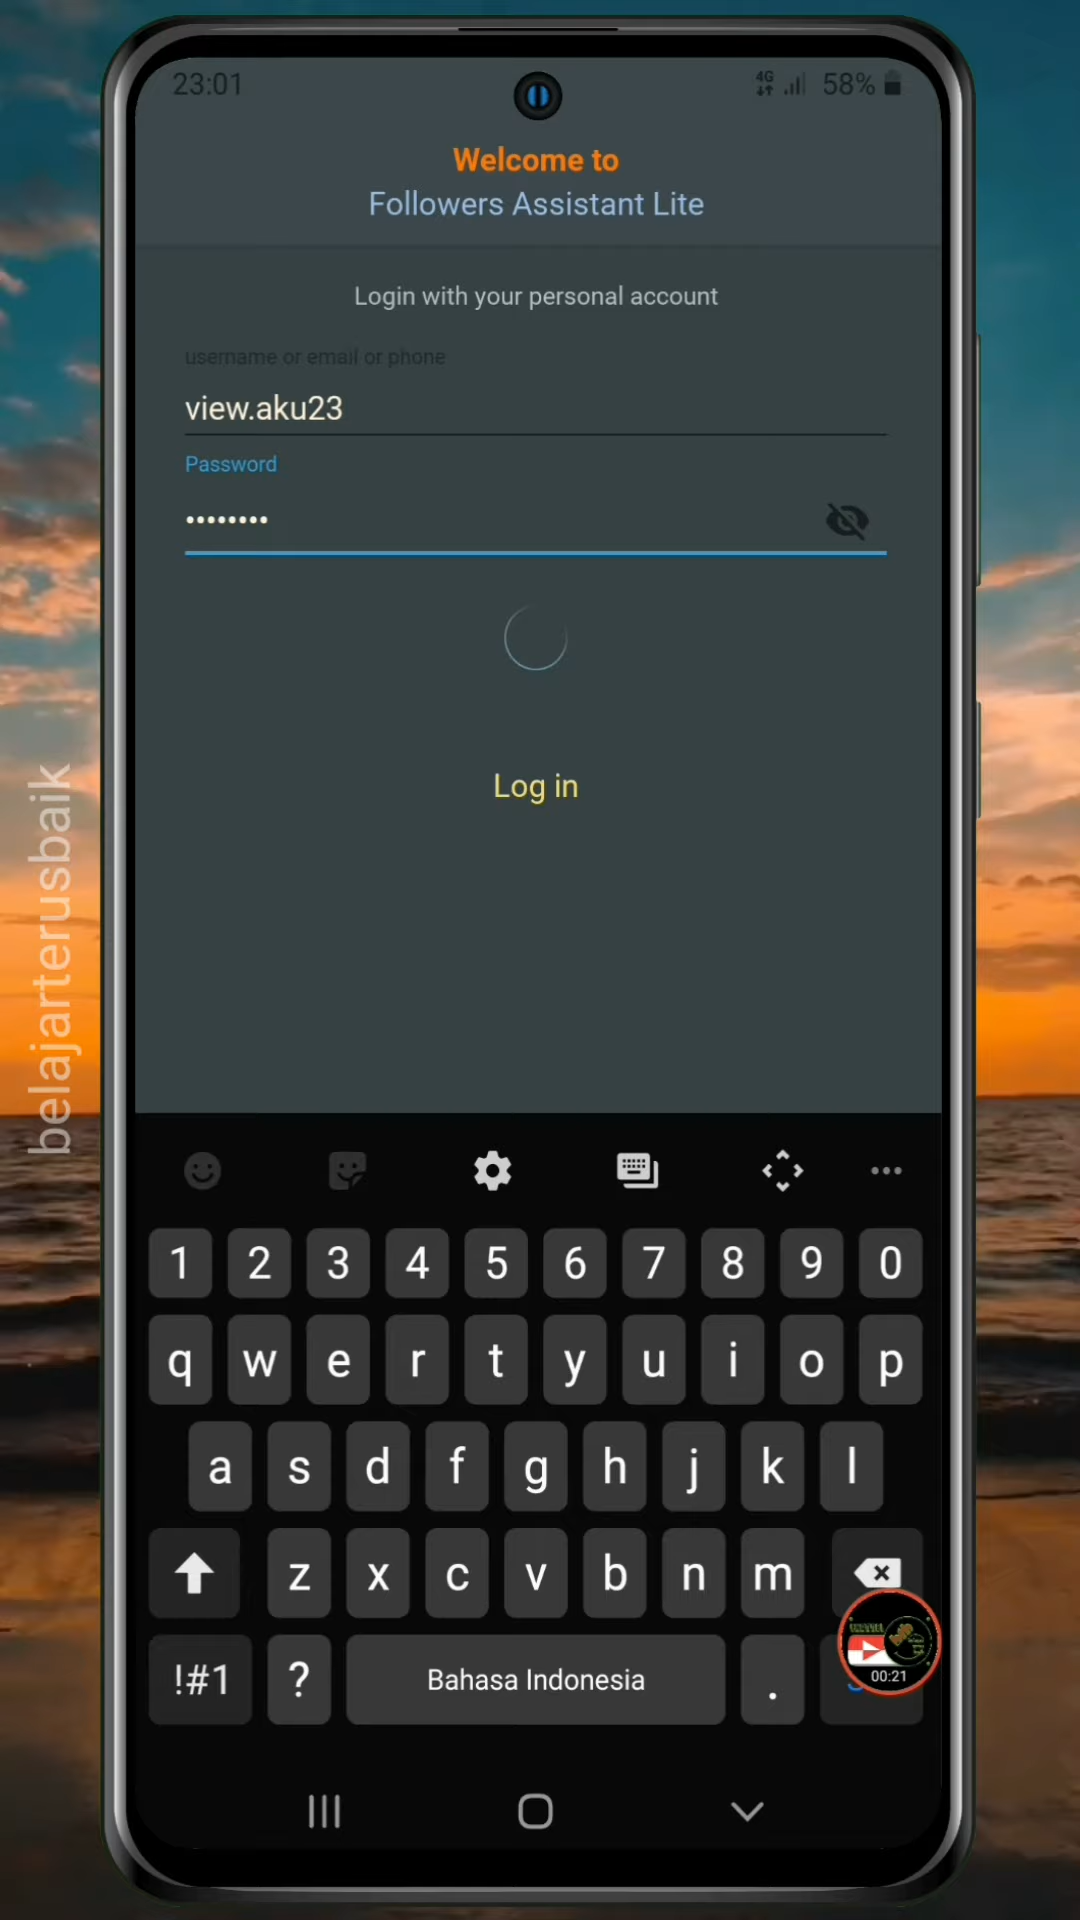 23:01
4G
58%
Welcome to
Followers Assistant Lite
Login with your personal account
username or email or phone
view.aku23
Password
••••••••
Log in
belajarterusbaik
1 2 3 4 5 6 7 8 9 0
q w e r t y u i o p
a s d f g h j k l
z x c v b n m
!#1 ? Bahasa Indonesia .
00:21